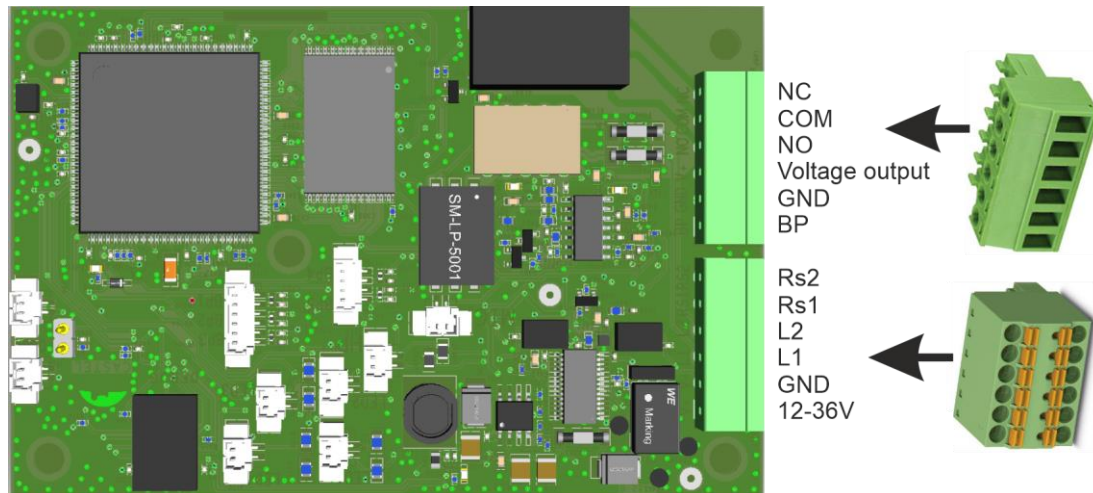 SM-LP-5001
WE
Marking
NC
COM
NO
Voltage output
GND
BP
Rs2
Rs1
L2
L1
GND
12-36V